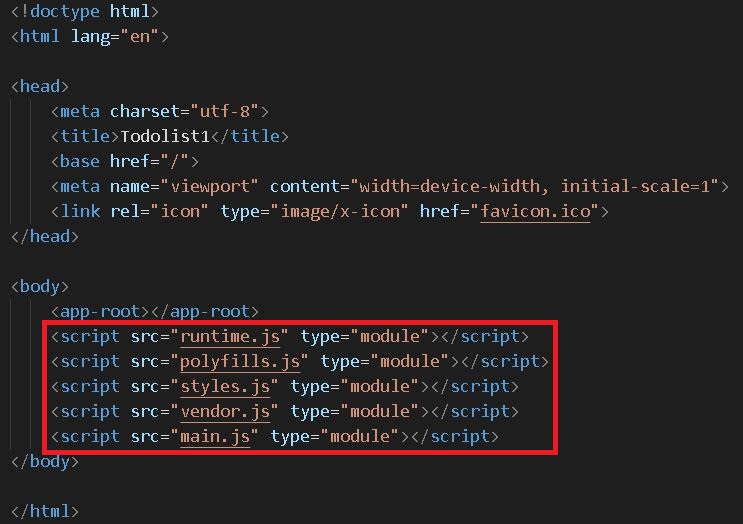 <!doctype html>
<html lang="en">
<head>
<meta charset="utf-8">
<title>Todolist1</title>
<base href="/">
<meta name="viewport" content="width=device-width, initial-scale=1">
<link rel="icon" type="image/x-icon" href="favicon.ico">
</head>
<body>
<app-root></app-root>
<script src="runtime.js" type="module"></script>
<script src="polyfills.js" type="module"></script>
<script src="styles.js" type="module"></script>
<script src="vendor.js" type="module"></script>
<script src="main.js" type="module"></script>
</body>
</html>